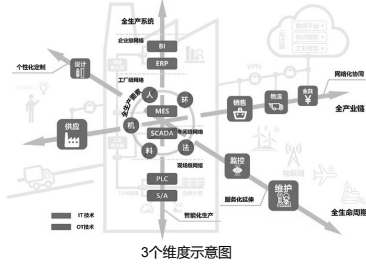 全生产系统
企业级网络
BI
ERP
工厂级网络
个性化定制
设计
全生产要素
人
环
机
法
料
MES
SCADA
车间级网络
现场级网络
PLC
S/A
智能化生产
供应
销售
物流
金融
网络化协同
全产业链
监控
服务化延伸
维护
全生命周期
VPN
物联网
IT技术
OT技术
3个维度示意图